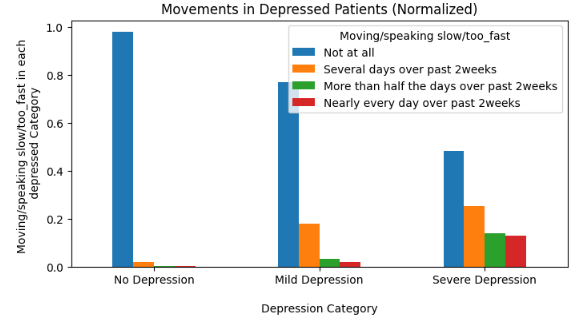 Movements in Depressed Patients (Normalized)
Moving/speaking slow/too_fast
Not at all
Several days over past 2weeks
More than half the days over past 2weeks
Nearly every day over past 2weeks
Moving/speaking slow/too_fast in each
depressed Category
1.0
0.8
0.6
0.4
0.2
0.0
No Depression
Mild Depression
Severe Depression
Depression Category